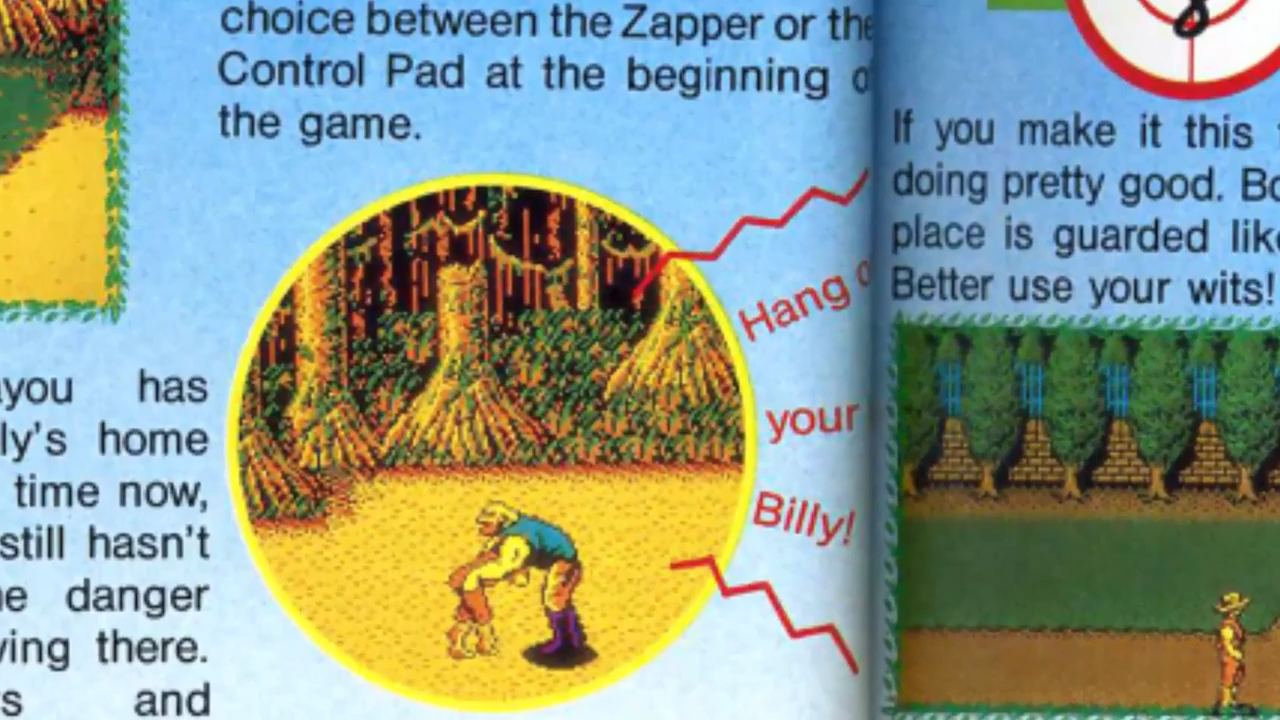 choice between the Zapper or the
Control Pad at the beginning
the game.
has
home
time now,
still hasn't
danger
there.
and
Hang
your
Billy!
If you make it this
doing pretty good.
place is guarded
Better use your wits!